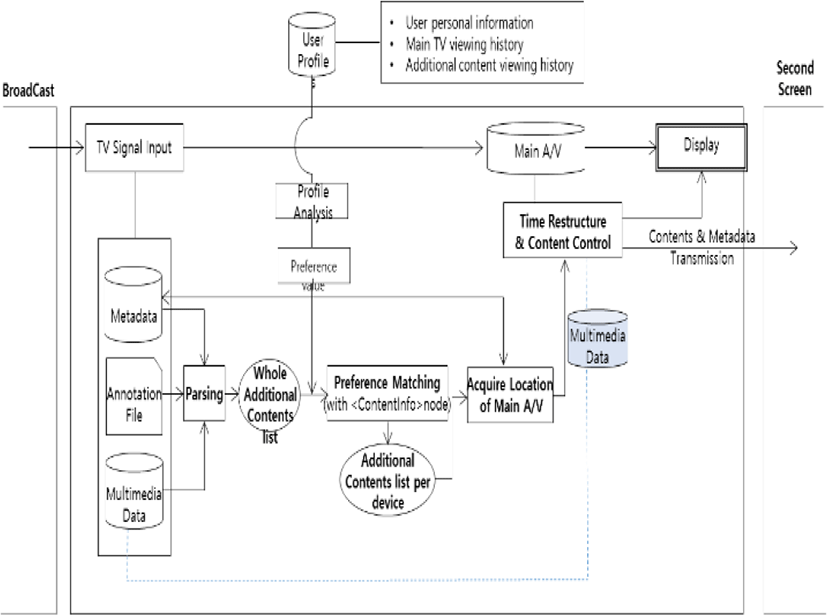 User
Profile
s
• User personal information
• Main TV viewing history
• Additional content viewing history
BroadCast
Second
Screen
TV Signal Input
Main A/V
Display
Profile
Analysis
Time Restructure
& Content Control
Contents & Metadata
Transmission
Preference
value
Metadata
Multimedia
Data
Annotation
File
Parsing
Whole
Additional
Contents
list
Preference Matching
(with <ContentInfo>node)
Acquire Location
of Main A/V
Additional
Contents list per
device
Multimedia
Data